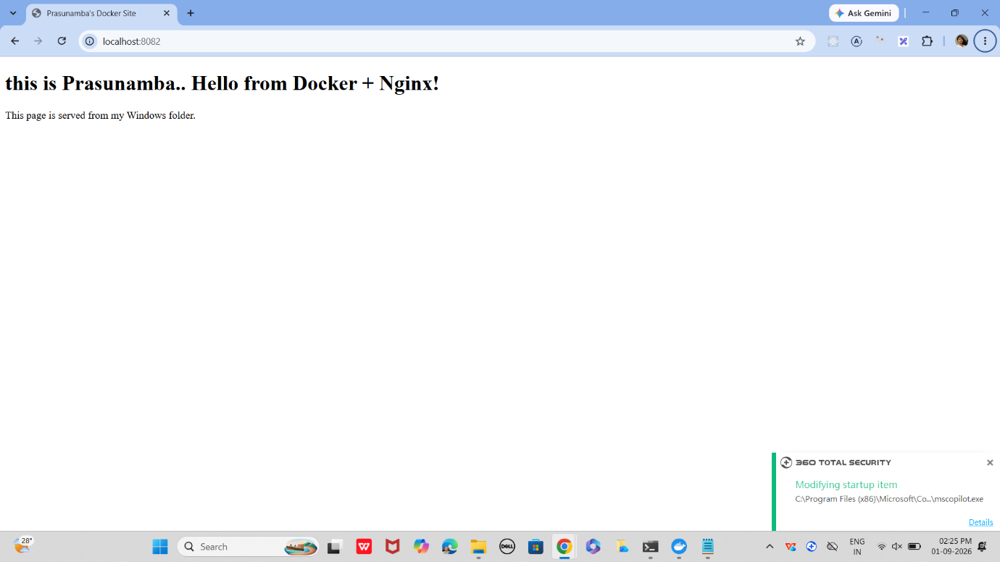 Prasunamba's Docker Site
Ask Gemini
localhost:8082
this is Prasunamba.. Hello from Docker + Nginx!
This page is served from my Windows folder.
360 TOTAL SECURITY
Modifying startup item
C:\Program Files (x86)\Microsoft\Co...\mscopilot.exe
Details
28°
Search
W
DELL
ENG
IN
02:25 PM
01-09-2026